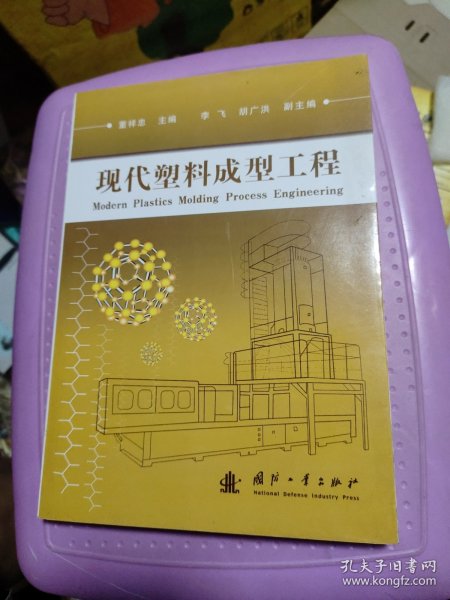 董祥忠 主编 李飞 胡广洪 副主编
现代塑料成型工程
Modern Plastics Molding Process Engineering
国防工业出版社
National Defense Industry Press
孔夫子旧书网
www.kongfz.com